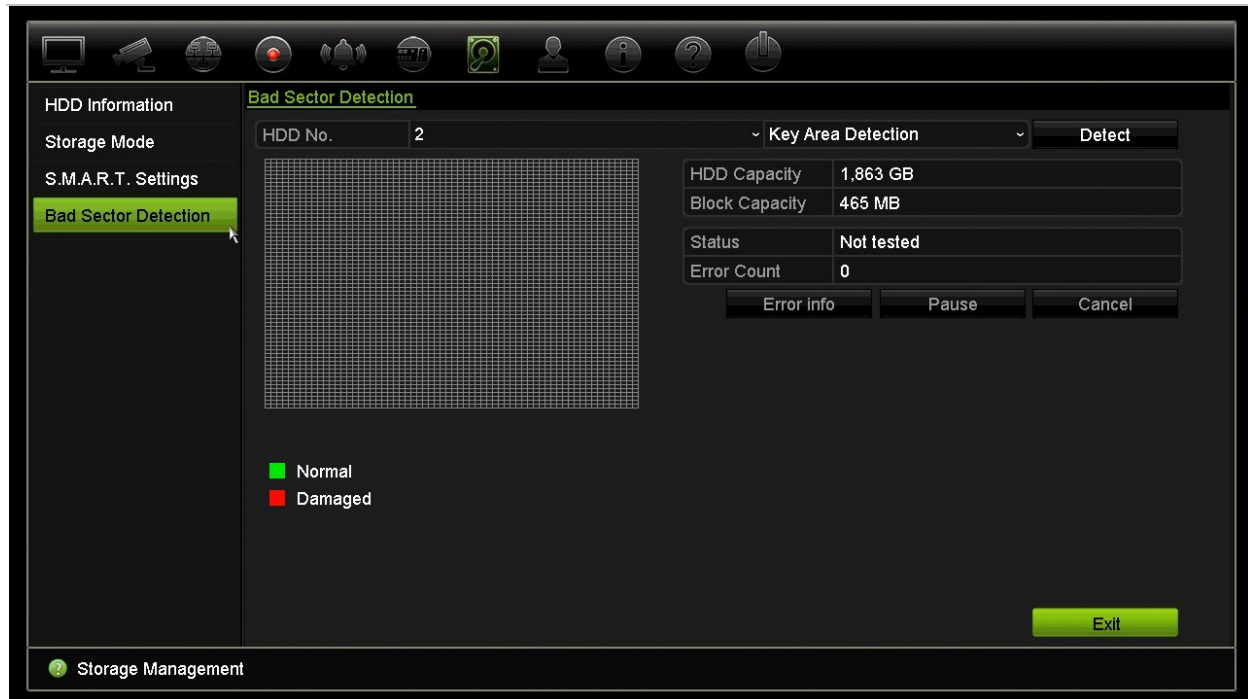 HDD Information
Storage Mode
S.M.A.R.T. Settings
Bad Sector Detection
Bad Sector Detection
HDD No. 2 Key Area Detection Detect
HDD Capacity 1,863 GB
Block Capacity 465 MB
Status Not tested
Error Count 0
Error info Pause Cancel
Normal
Damaged
Exit
Storage Management